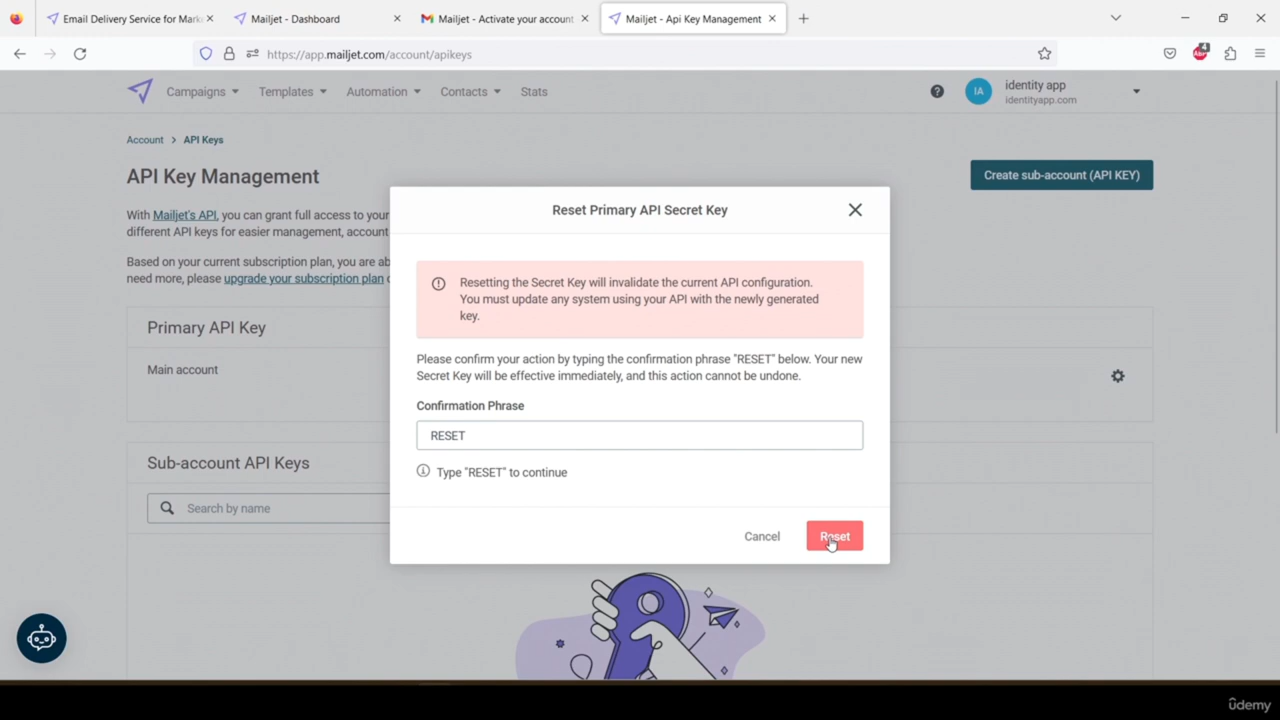 Email Delivery Service for Mark
Mailjet - Dashboard
Mailjet - Activate your account
Mailjet - Api Key Management
https://app.mailjet.com/account/apikeys
4
Campaigns
Templates
Automation
Contacts
Stats
IA
identity app
identityapp.com
Account > API Keys
API Key Management
Create sub-account (API KEY)
With Mailjet's API, you can grant full access to your
different API keys for easier management, account
Based on your current subscription plan, you are ab
need more, please upgrade your subscription plan
Primary API Key
Main account
Sub-account API Keys
Search by name
Reset Primary API Secret Key
Resetting the Secret Key will invalidate the current API configuration.
You must update any system using your API with the newly generated
key.
Please confirm your action by typing the confirmation phrase "RESET" below. Your new
Secret Key will be effective immediately, and this action cannot be undone.
Confirmation Phrase
RESET
Type "RESET" to continue
Cancel
Reset
ûdemy